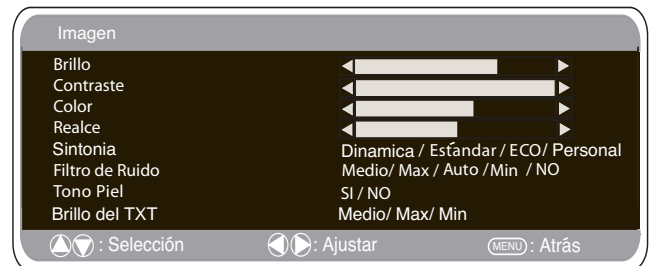 Imagen
Brillo
Contraste
Color
Realce
Sintonia Dinamica / Estandar / ECO/ Personal
Filtro de Ruido Medio/ Max / Auto /Min / NO
Tono Piel SI / NO
Brillo del TXT Medio/ Max/ Min
: Selección : Ajustar MENU : Atrás